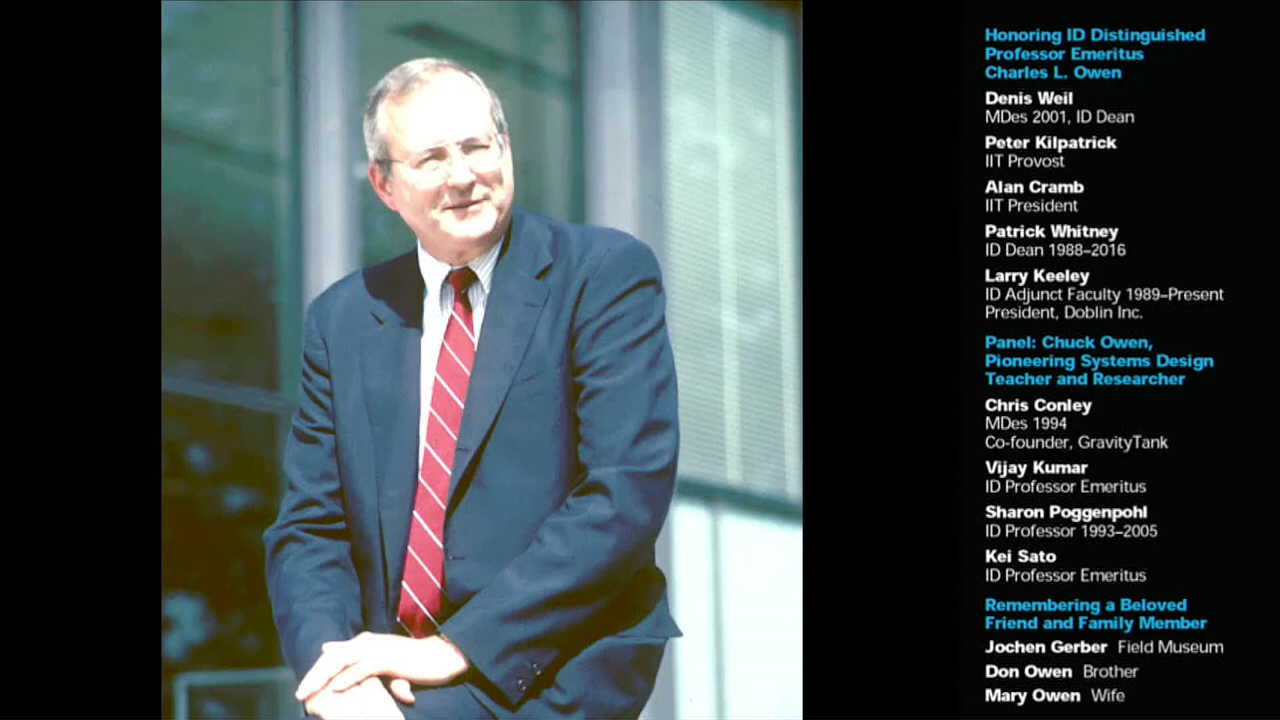 Honoring ID Distinguished
Professor Emeritus
Charles L. Owen
Denis Weil
MDes 2001, ID Dean
Peter Kilpatrick
IIT Provost
Alan Cramb
IIT President
Patrick Whitney
ID Dean 1988–2016
Larry Keeley
ID Adjunct Faculty 1989–Present
President, Doblin Inc.
Panel: Chuck Owen,
Pioneering Systems Design
Teacher and Researcher
Chris Conley
MDes 1994
Co-founder, GravityTank
Vijay Kumar
ID Professor Emeritus
Sharon Poggenpohl
ID Professor 1993–2005
Kei Sato
ID Professor Emeritus
Remembering a Beloved
Friend and Family Member
Jochen Gerber Field Museum
Don Owen Brother
Mary Owen Wife